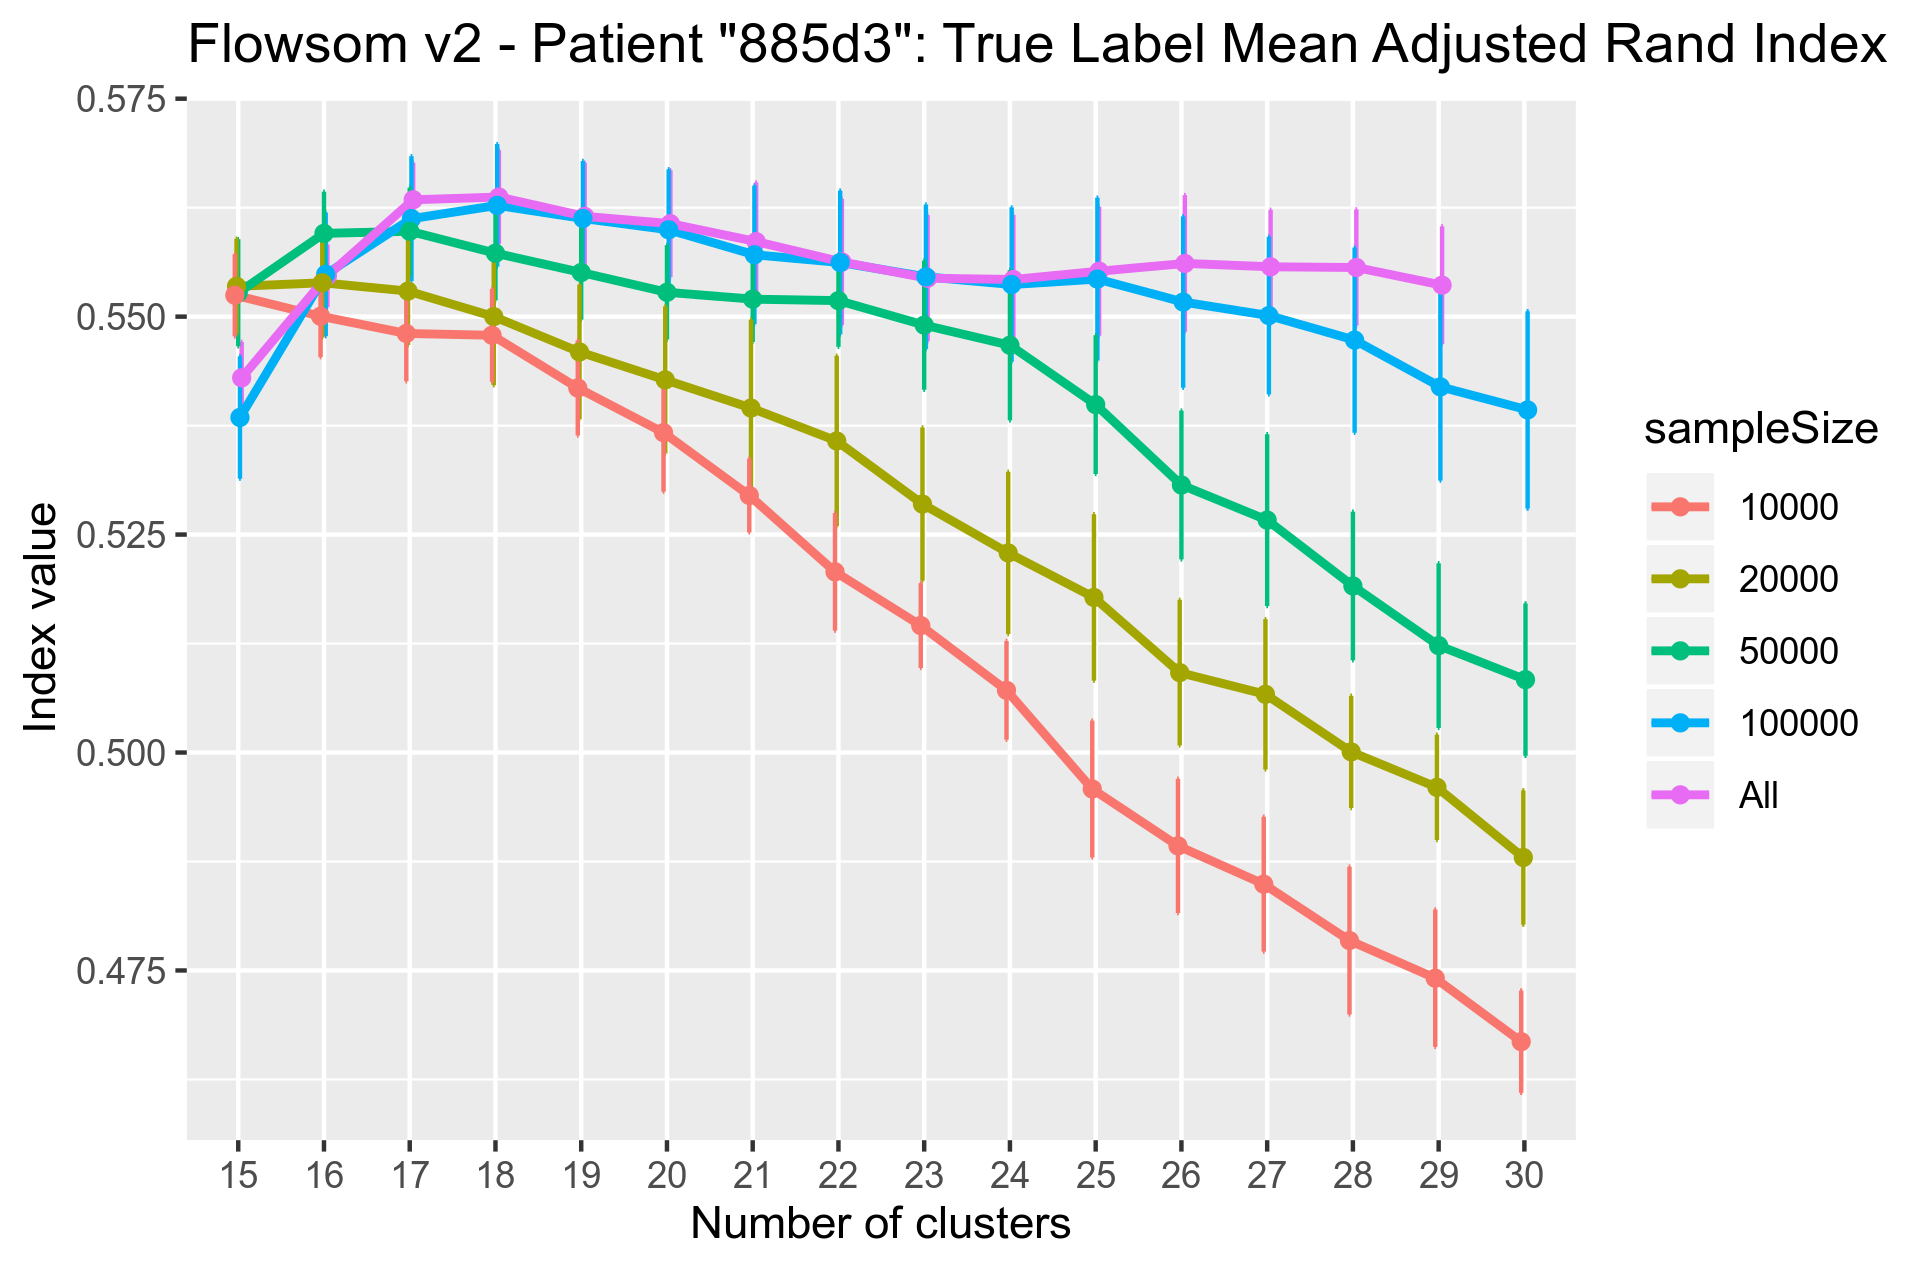 Flowsom v2 - Patient "885d3": True Label Mean Adjusted Rand Index
Index value
0.575
0.550
0.525
0.500
0.475
15 16 17 18 19 20 21 22 23 24 25 26 27 28 29 30
Number of clusters
sampleSize
10000
20000
50000
100000
All